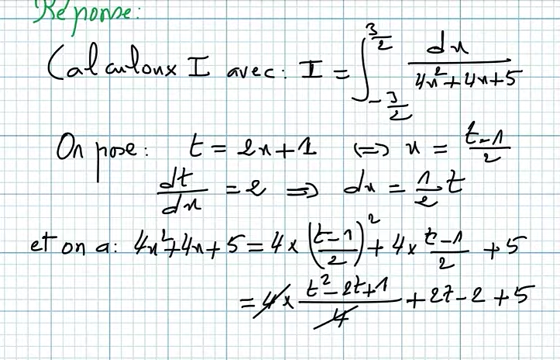 Réponse:
Calculonx I avec: I = ∫_{-3/2}^{3/2} dx/(4x²+4x+5)
On pose: t = 2x+1 ⟺ x = (t-1)/2
dt/dx = 2 ⟹ dx = 1/2 t
et on a: 4x²+4x+5 = 4×((t-1)/2)² + 4×(t-1)/2 + 5
= 4×(t²-2t+1)/4 + 2t-2+5